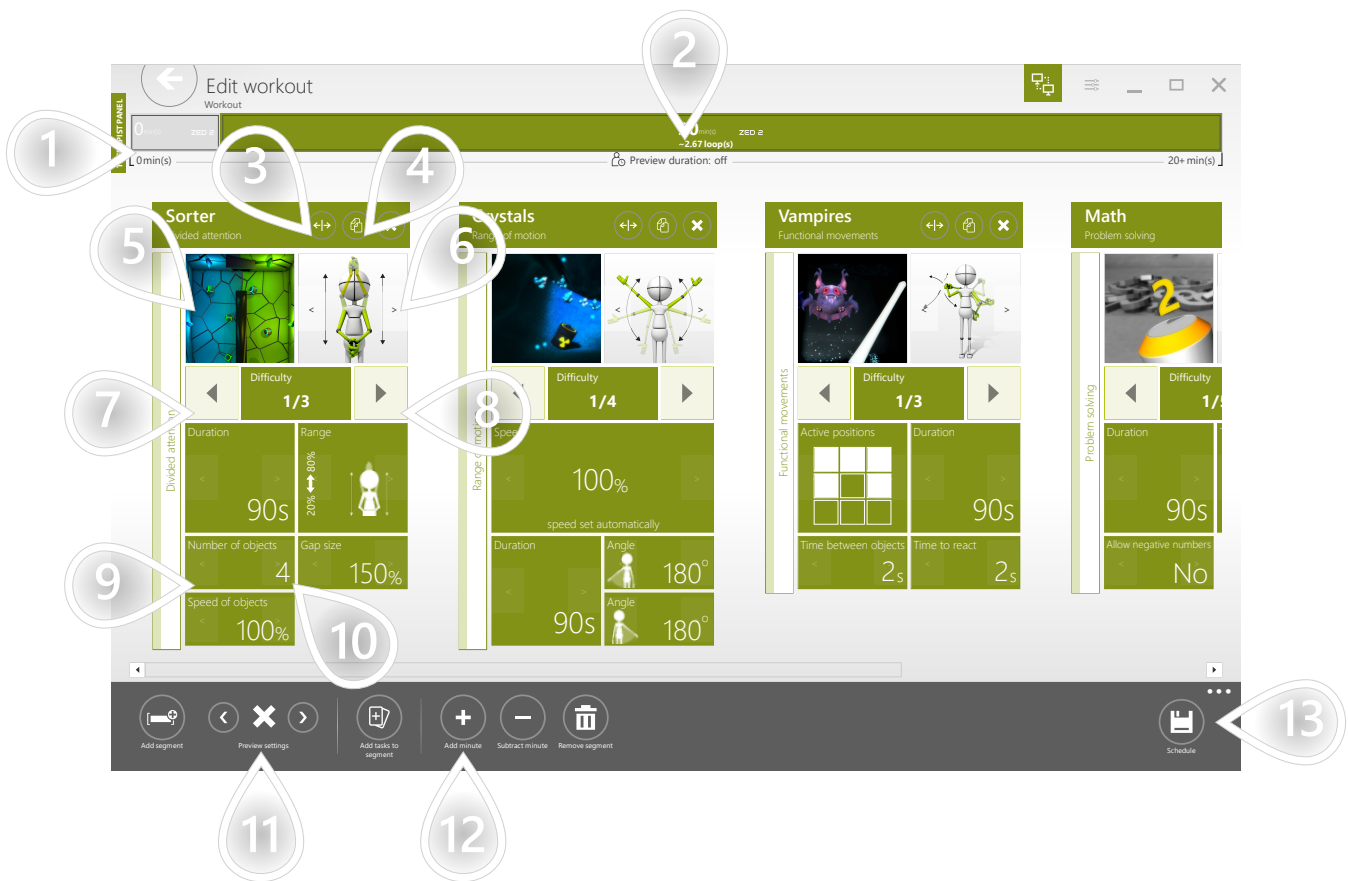 2
Edit workout
Workout
0 min(s) ZED 2
min(s) ZED 2
~2.67 loop(s)
1
0min(s)
Preview duration: off
20+ min(s)
3
4
Sorter
Divided attention
Crystals
Range of motion
Vampires
Functional movements
Math
Problem solving
5
6
2
Divided attention
Difficulty
1/3
Difficulty
1/4
Functional movements
Difficulty
1/3
Problem solving
Difficulty
7
8
Duration
90s
Range
20% 80%
Range of motion
Speed
100%
speed set automatically
Active positions
Duration
90s
Duration
90s
Number of objects
4
Gap size
150%
Duration
90s
Angle
180°
Angle
180°
Time between objects
2s
Time to react
2s
Allow negative numbers
No
9
Speed of objects
100%
10
Add segment
Preview settings
Add tasks to
segment
Add minute
Subtract minute
Remove segment
Schedule
13
11
12